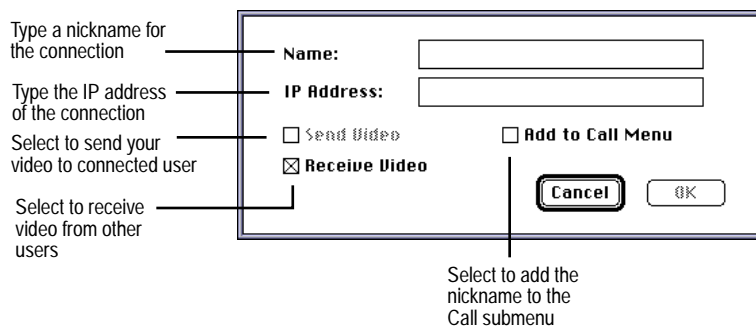 Type a nickname for
the connection
Name:
Type the IP address
of the connection
IP Address:
Select to send your
video to connected user
Send Video
Add to Call Menu
Receive Video
Select to receive
video from other
users
Cancel
OK
Select to add the
nickname to the
Call submenu